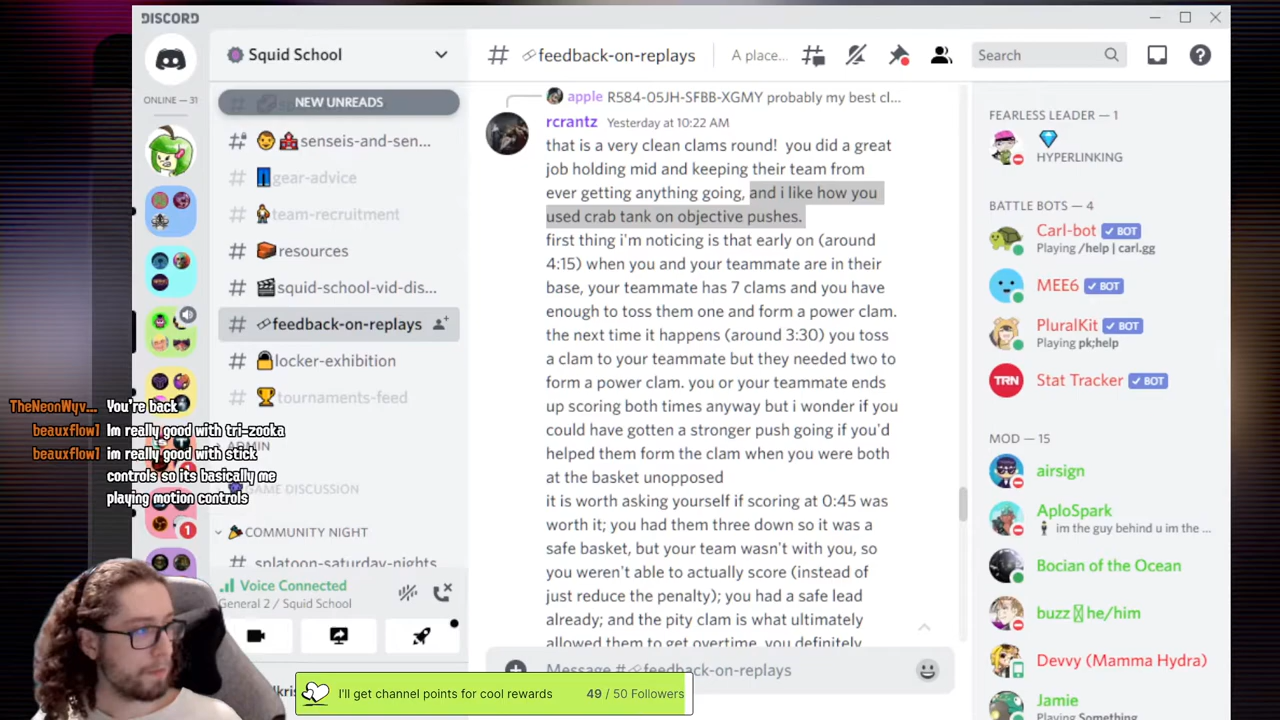 DISCORD
Squid School
feedback-on-replays
A place...
Search
ONLINE — 31
NEW UNREADS
senseis-and-sen...
gear-advice
team-recruitment
resources
squid-school-vid-dis...
feedback-on-replays
locker-exhibition
tournaments-feed
ADMIN
GAME DISCUSSION
COMMUNITY NIGHT
splatoon-saturday-nights
Voice Connected
General 2 / Squid School
1
apple R584-05JH-SFBB-XGMY probably my best cl...
rcrantz Yesterday at 10:22 AM
that is a very clean clams round! you did a great
job holding mid and keeping their team from
ever getting anything going, and i like how you
used crab tank on objective pushes.
first thing i'm noticing is that early on (around
4:15) when you and your teammate are in their
base, your teammate has 7 clams and you have
enough to toss them one and form a power clam.
the next time it happens (around 3:30) you toss
a clam to your teammate but they needed two to
form a power clam. you or your teammate ends
up scoring both times anyway but i wonder if you
could have gotten a stronger push going if you'd
helped them form the clam when you were both
at the basket unopposed
it is worth asking yourself if scoring at 0:45 was
worth it; you had them three down so it was a
safe basket, but your team wasn't with you, so
you weren't able to actually score (instead of
just reduce the penalty); you had a safe lead
already; and the pity clam is what ultimately
allowed them to get overtime. you definitely
Message #feedback-on-replays
FEARLESS LEADER — 1
HYPERLINKING
BATTLE BOTS — 4
Carl-bot BOT
Playing /help | carl.gg
MEE6 BOT
PluralKit BOT
Playing pk;help
TRN
Stat Tracker BOT
MOD — 15
airsign
AploSpark
im the guy behind u im the ...
Bocian of the Ocean
buzz he/him
Devvy (Mamma Hydra)
Jamie
Playing Something
TheNeonWyv... You're back
beauxflow1 Im really good with tri-zooka
beauxflow1 im really good with stick
controls so its basically me
playing motion controls
I'll get channel points for cool rewards
49 / 50 Followers